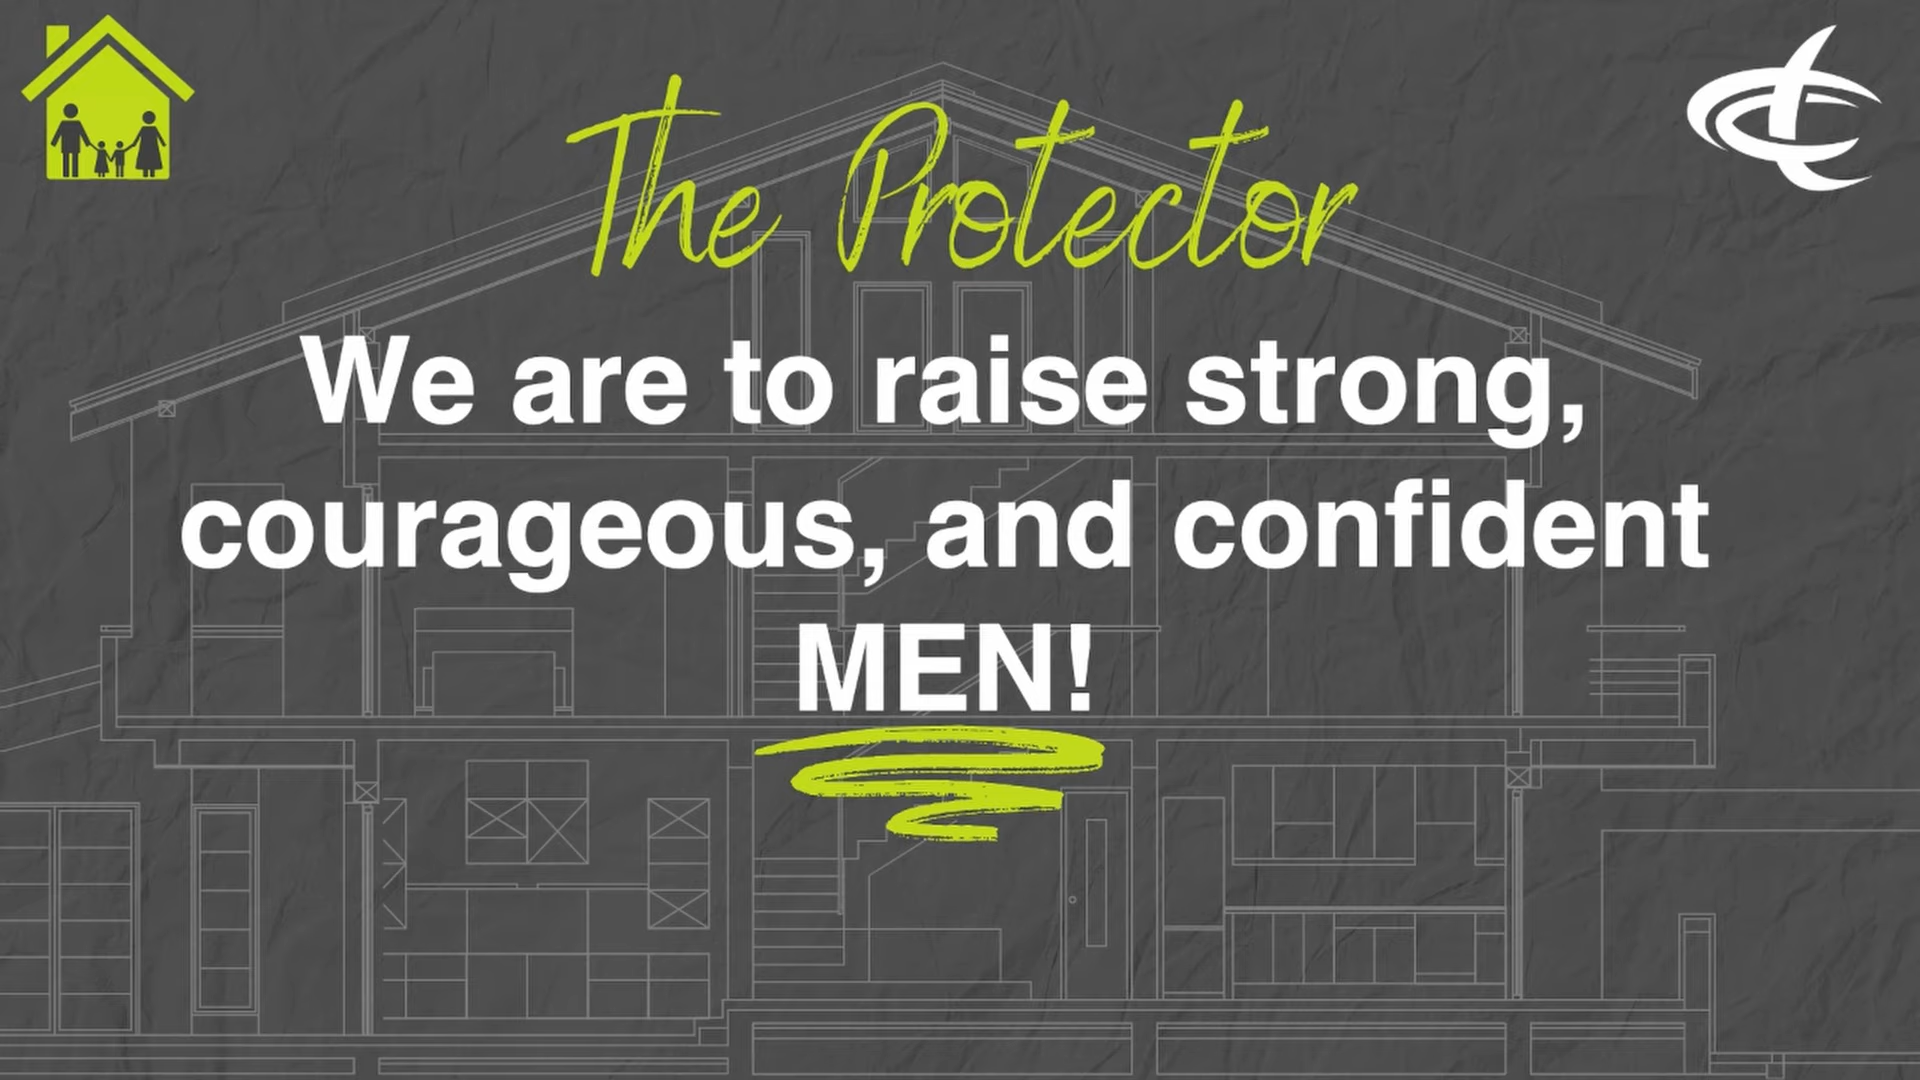 The Protector
We are to raise strong,
courageous, and confident
MEN!